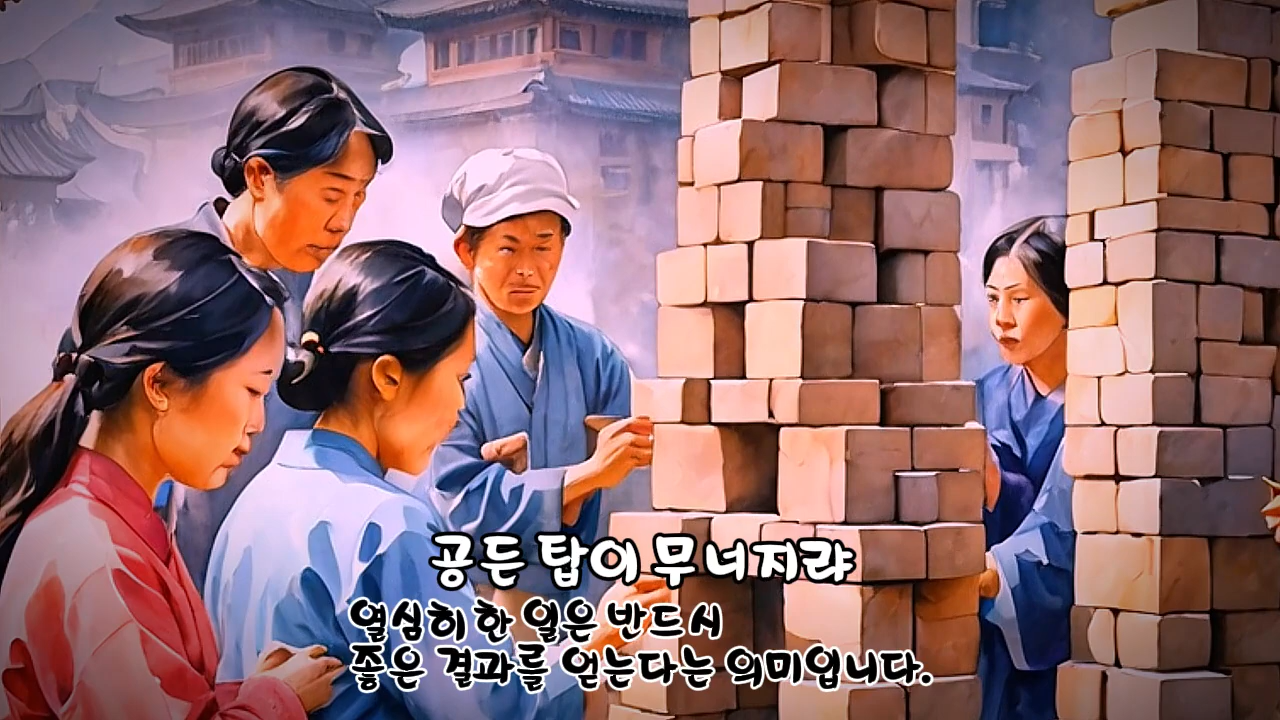 공든 탑이 무너지랴
열심히 한 일은 반드시
좋은 결과를 얻는다는 의미입니다.